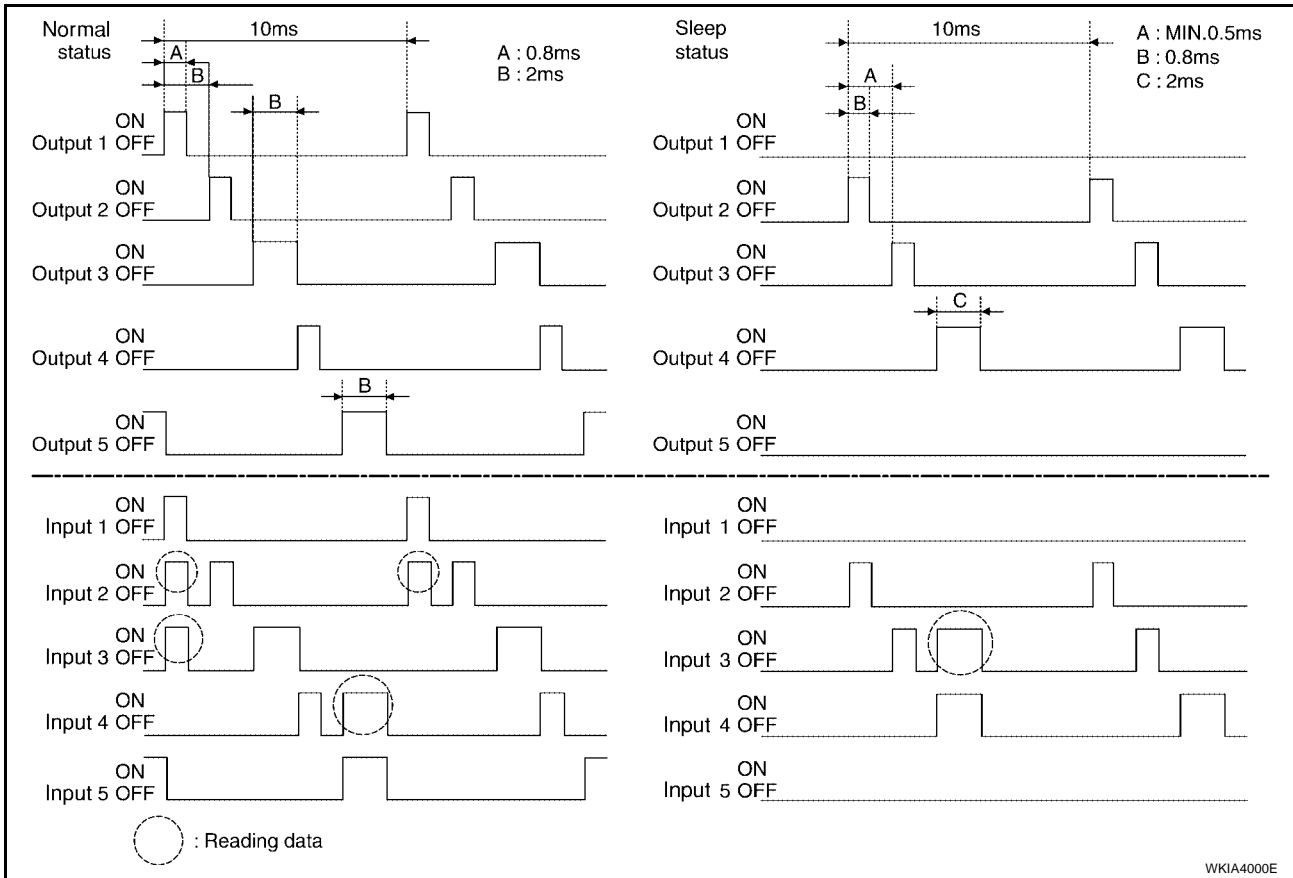 Normal status
10ms
A
B
A : 0.8ms
B : 2ms
B
ON
Output 1 OFF
ON
Output 2 OFF
ON
Output 3 OFF
ON
Output 4 OFF
B
ON
Output 5 OFF
Sleep status
10ms
A : MIN.0.5ms
B : 0.8ms
C : 2ms
A
B
ON
Output 1 OFF
ON
Output 2 OFF
ON
Output 3 OFF
C
ON
Output 4 OFF
ON
Output 5 OFF
ON
Input 1 OFF
ON
Input 2 OFF
ON
Input 3 OFF
ON
Input 4 OFF
ON
Input 5 OFF
: Reading data
ON
Input 1 OFF
ON
Input 2 OFF
ON
Input 3 OFF
ON
Input 4 OFF
ON
Input 5 OFF
WKIA4000E